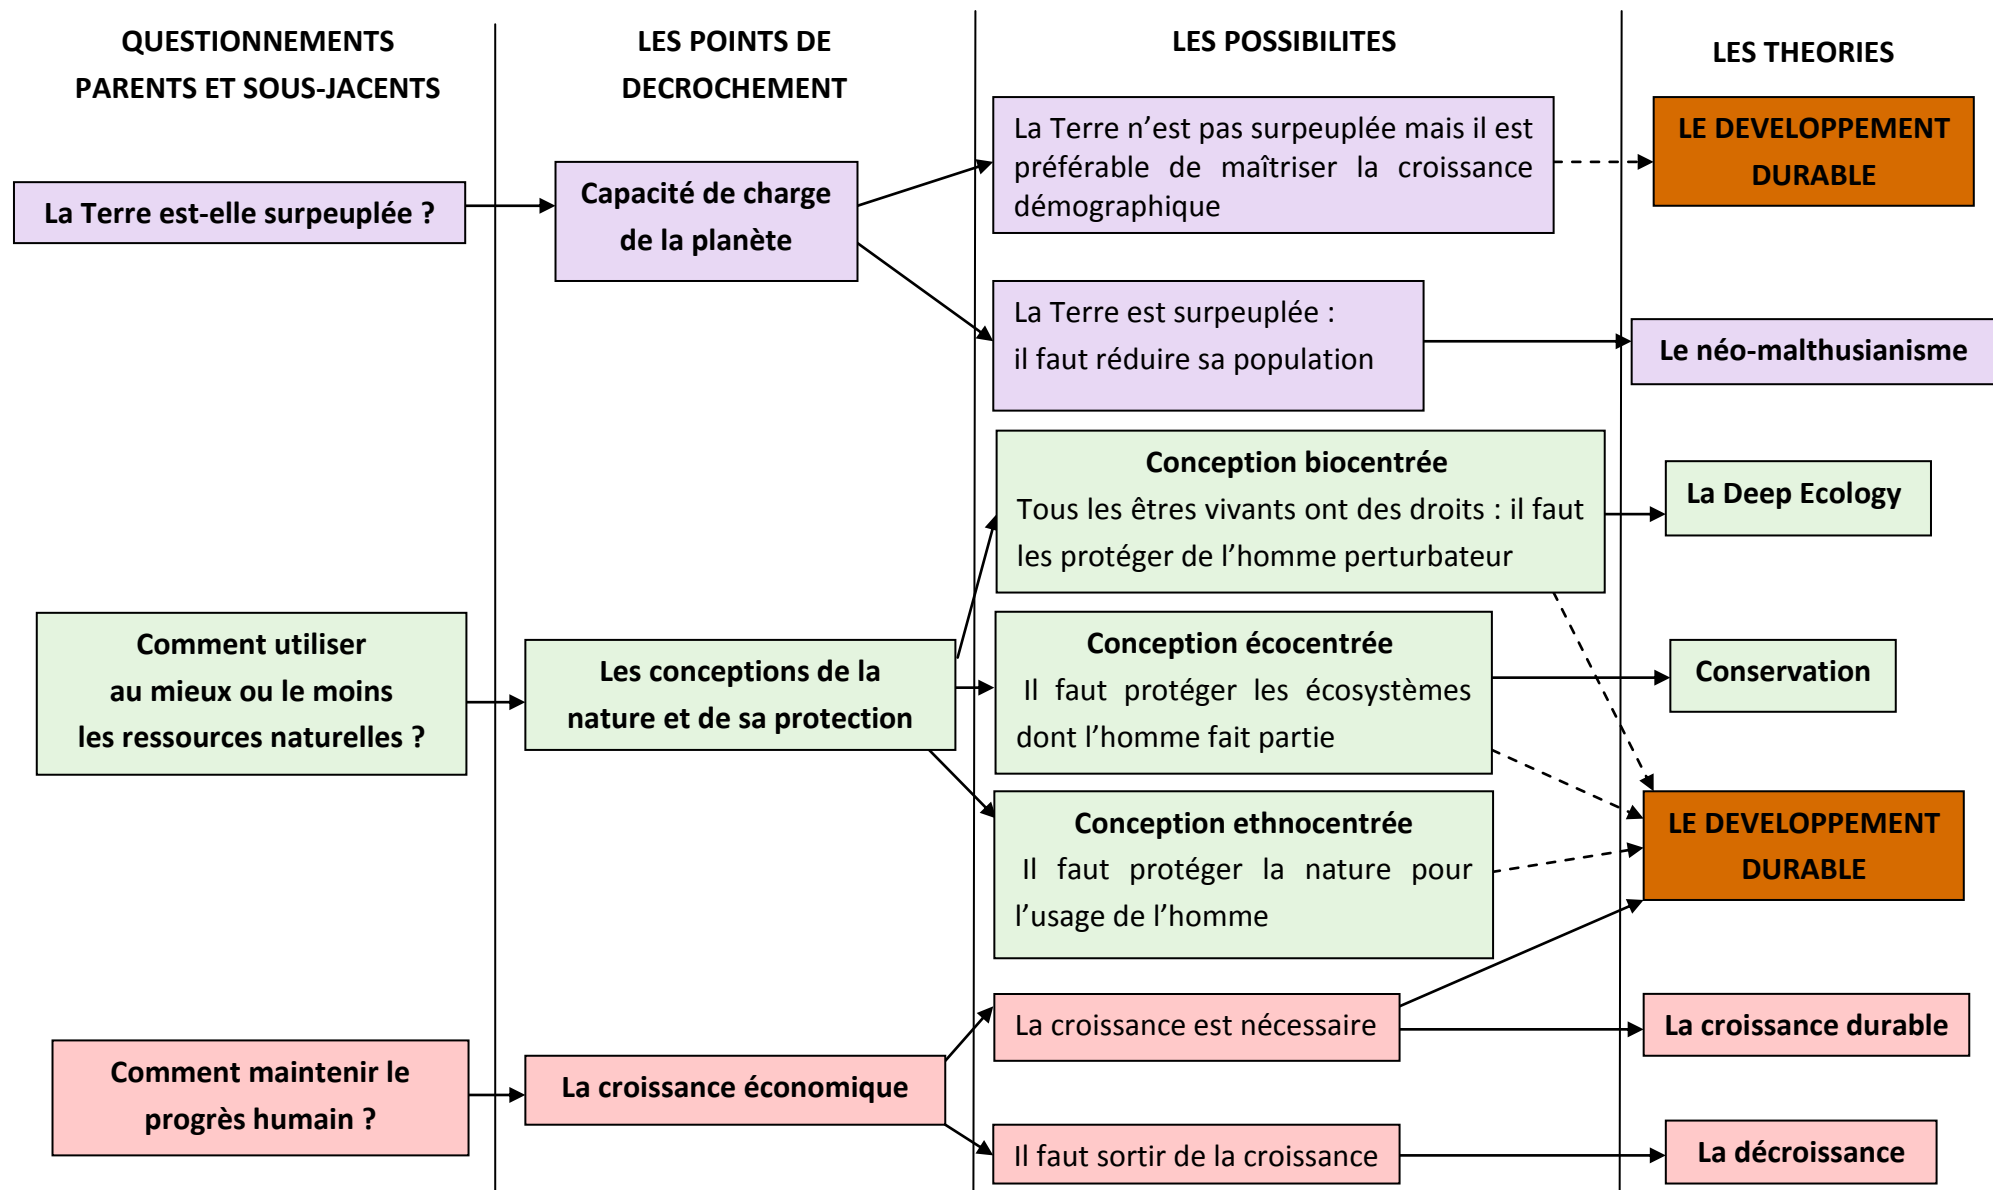 QUESTIONNEMENTS
PARENTS ET SOUS-JACENTS
LES POINTS DE
DECROCHEMENT
LES POSSIBILITES
LES THEORIES
La Terre est-elle surpeuplée ?
Capacité de charge
de la planète
La Terre n’est pas surpeuplée mais il est
préférable de maîtriser la croissance
démographique
LE DEVELOPPEMENT
DURABLE
La Terre est surpeuplée :
il faut réduire sa population
Le néo-malthusianisme
Comment utiliser
au mieux ou le moins
les ressources naturelles ?
Les conceptions de la
nature et de sa protection
Conception biocentrée
Tous les êtres vivants ont des droits : il faut
les protéger de l’homme perturbateur
La Deep Ecology
Conception écocentrée
Il faut protéger les écosystèmes
dont l’homme fait partie
Conservation
Conception ethnocentrée
Il faut protéger la nature pour
l’usage de l’homme
LE DEVELOPPEMENT
DURABLE
Comment maintenir le
progrès humain ?
La croissance économique
La croissance est nécessaire
La croissance durable
Il faut sortir de la croissance
La décroissance